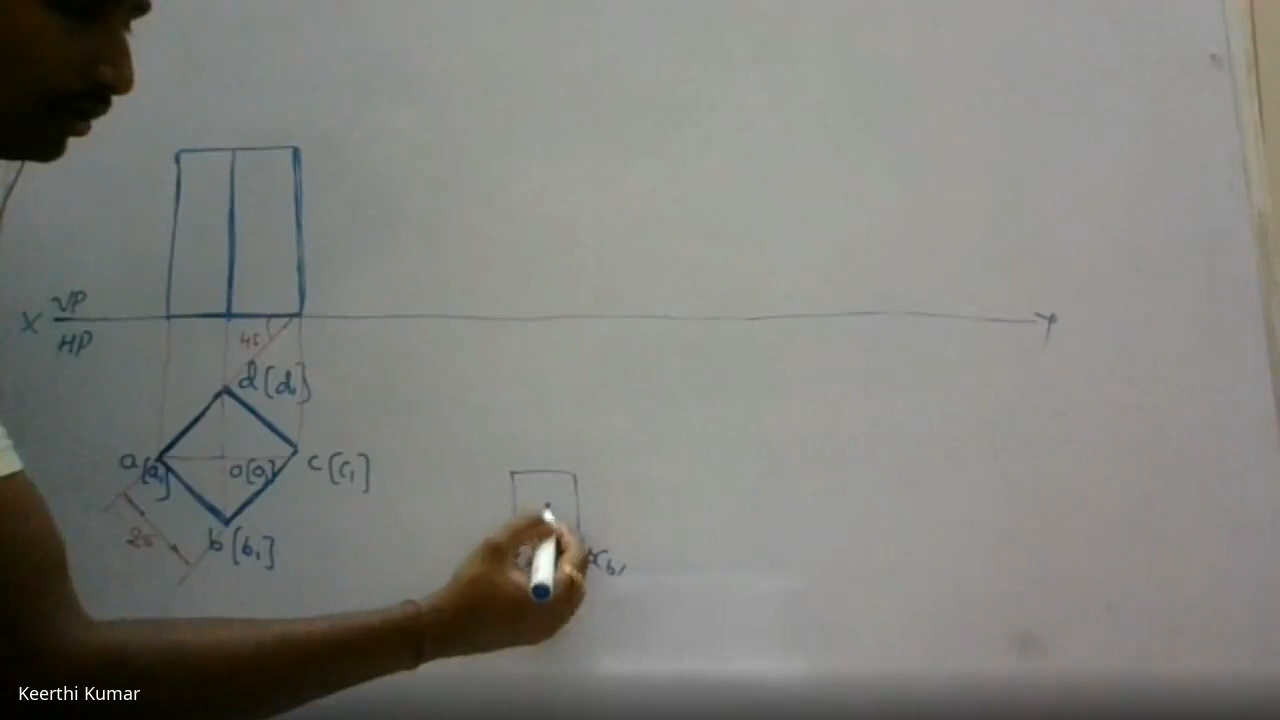 VP
X Y
HP
45
d[d₁]
a[a₁] o[o₁] c[c₁]
25
b[b₁]
Keerthi Kumar